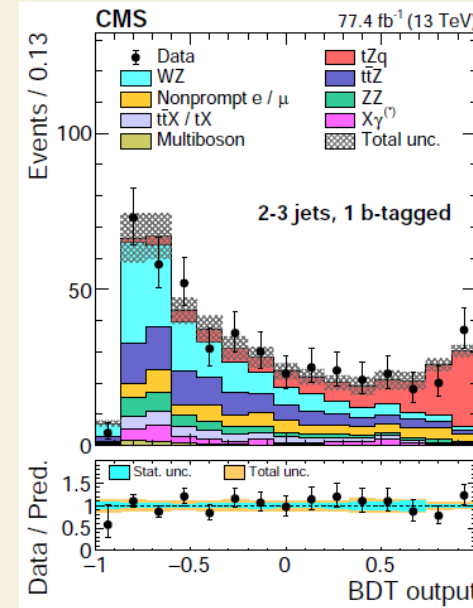 CMS 77.4 fb⁻¹ (13 TeV)
Events / 0.13
Data tZq
WZ tt̄Z
Nonprompt e / μ ZZ
tt̄X / tX Xγ⁽*⁾
Multiboson Total unc.
2-3 jets, 1 b-tagged
100
50
0
Data / Pred.
Stat. unc. Total unc.
1.5
1
0.5
0
−1 −0.5 0 0.5
BDT output